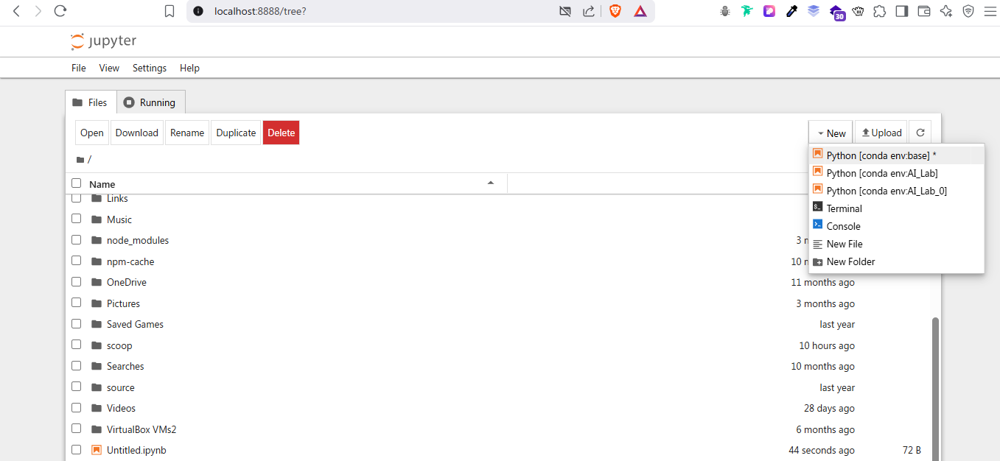 localhost:8888/tree?
30
jupyter
File View Settings Help
Files Running
Open Download Rename Duplicate Delete New Upload
/
Python [conda env:base] *
Python [conda env:AI_Lab]
Python [conda env:AI_Lab_0]
Terminal
Console
New File
New Folder
Name
Links
Music
node_modules 3 m
npm-cache 10 m
OneDrive 11 months ago
Pictures 3 months ago
Saved Games last year
scoop 10 hours ago
Searches 10 months ago
source last year
Videos 28 days ago
VirtualBox VMs2 6 months ago
Untitled.ipynb 44 seconds ago 72 B